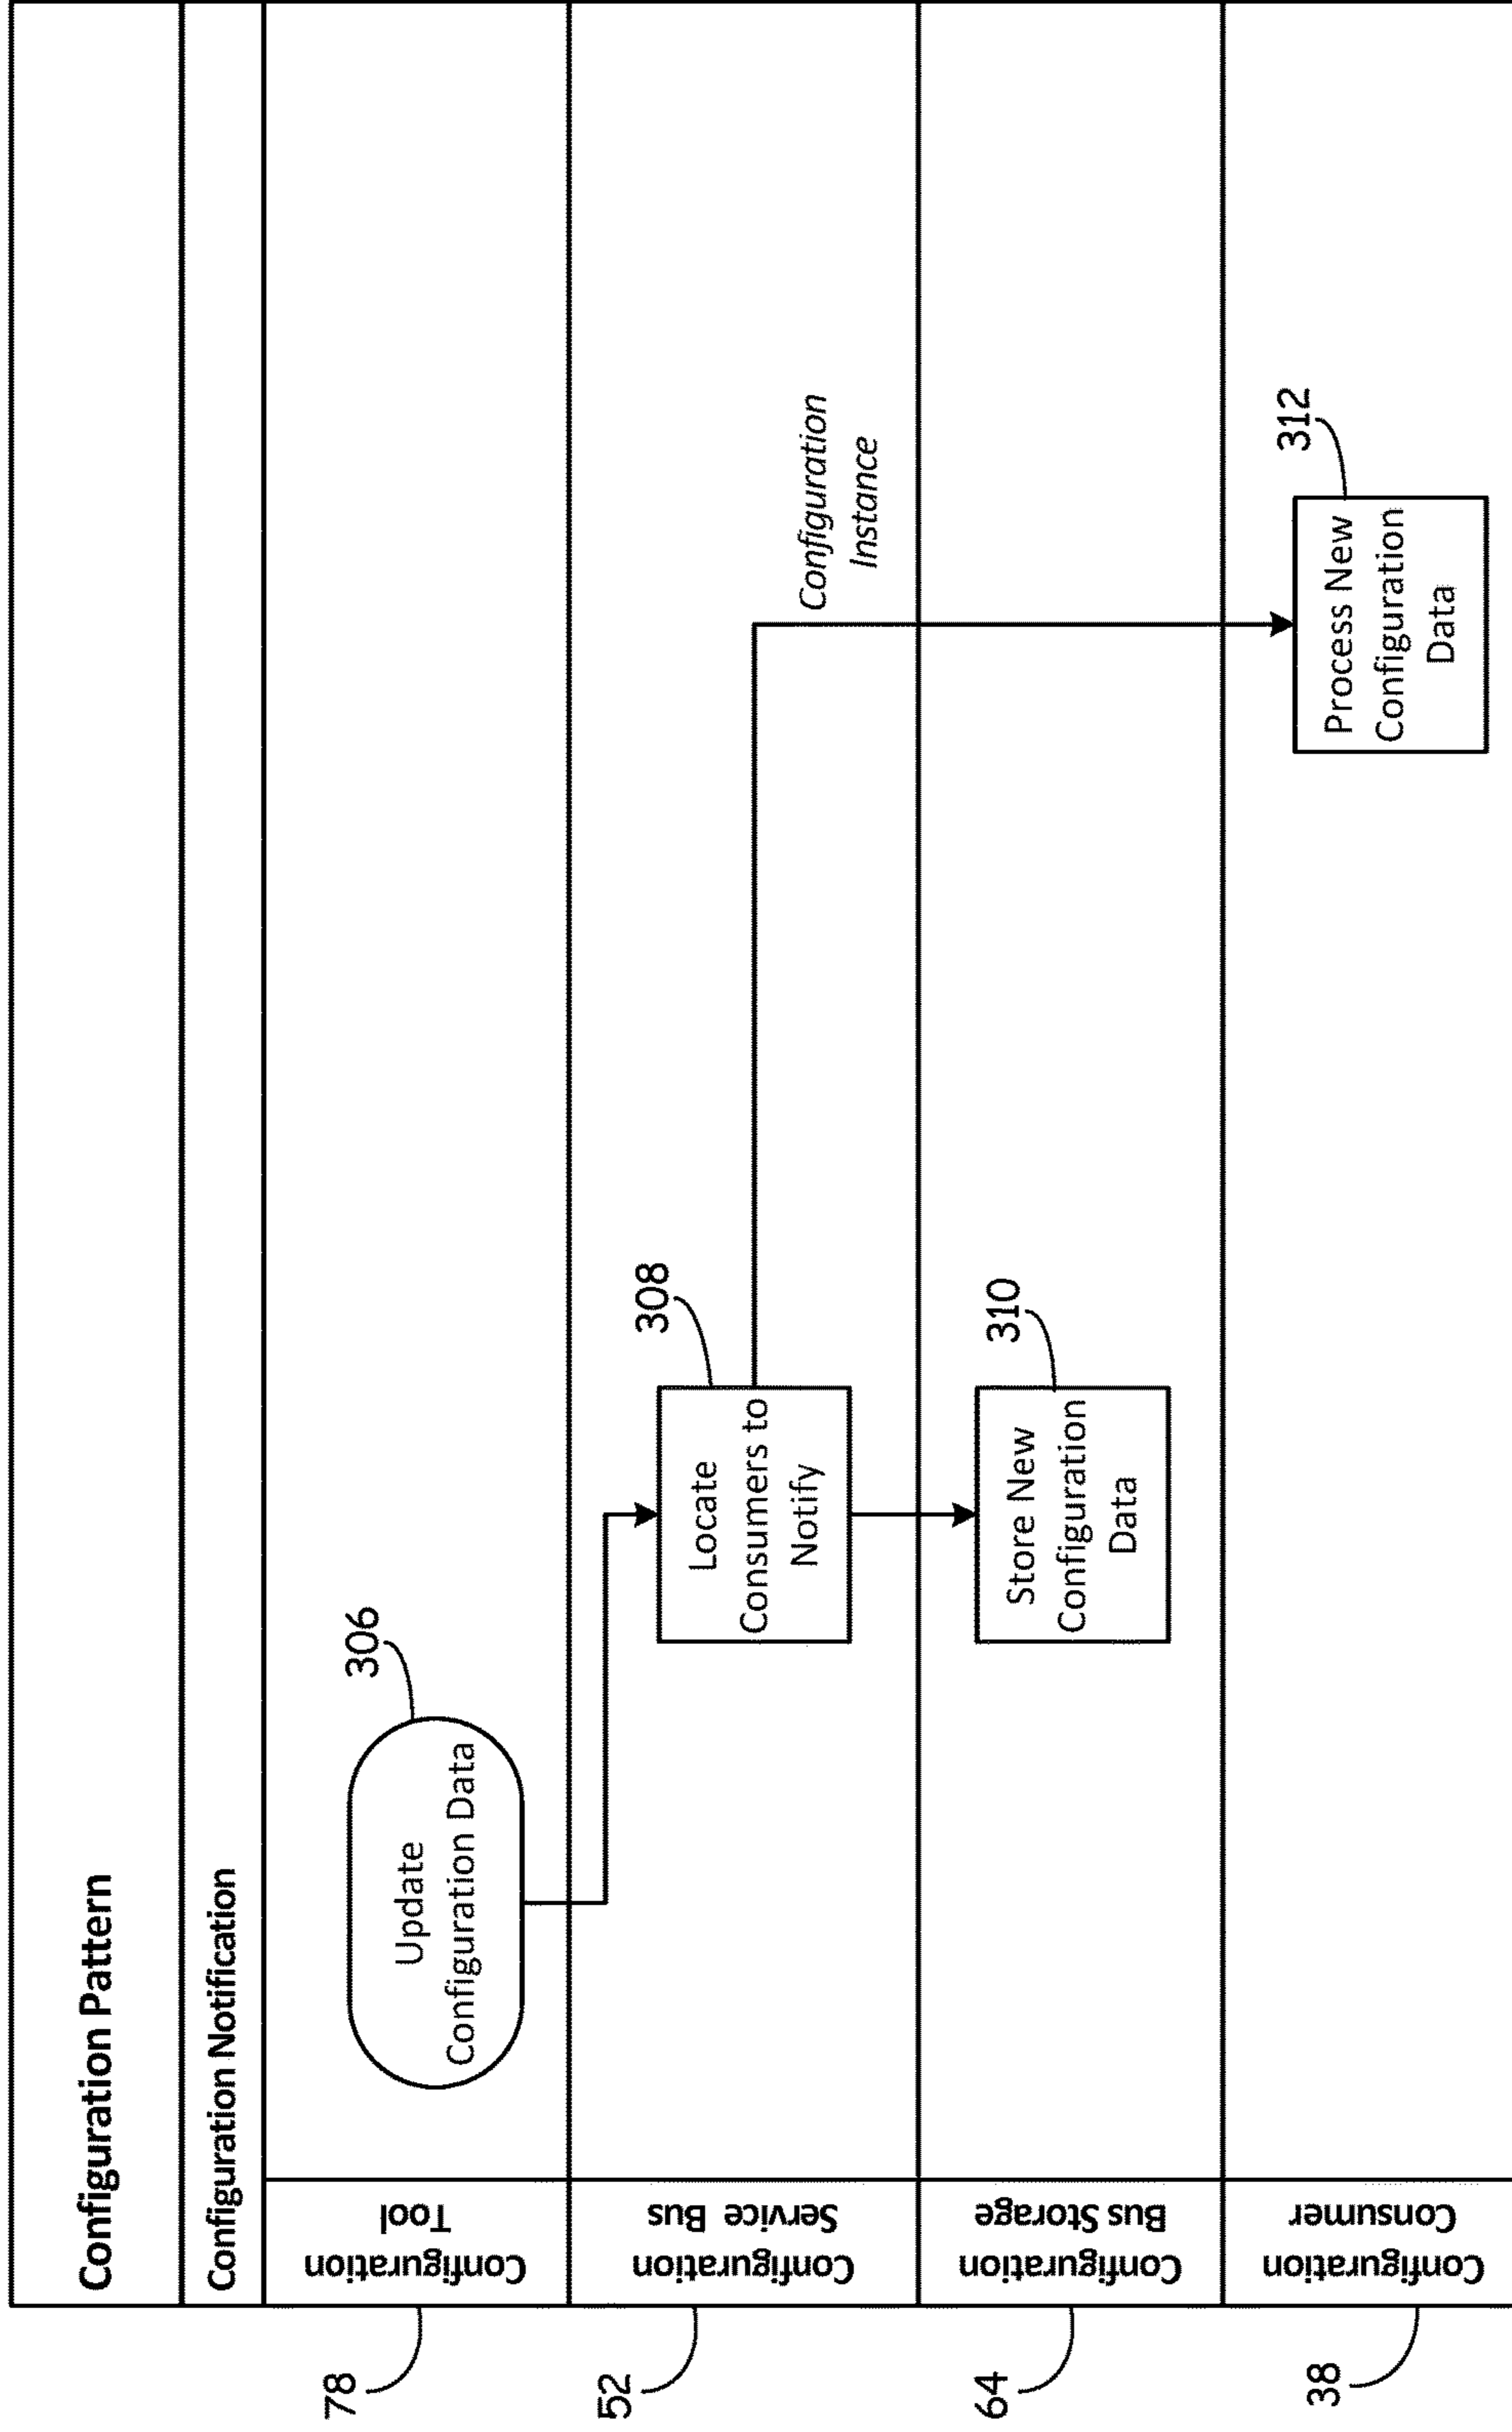 Configuration Pattern
Configuration Notification
78
Configuration
Tool
306
Update
Configuration Data
52
Configuration
Service Bus
308
Locate
Consumers to
Notify
Configuration
Instance
64
Configuration
Bus Storage
310
Store New
Configuration
Data
38
Configuration
Consumer
312
Process New
Configuration
Data